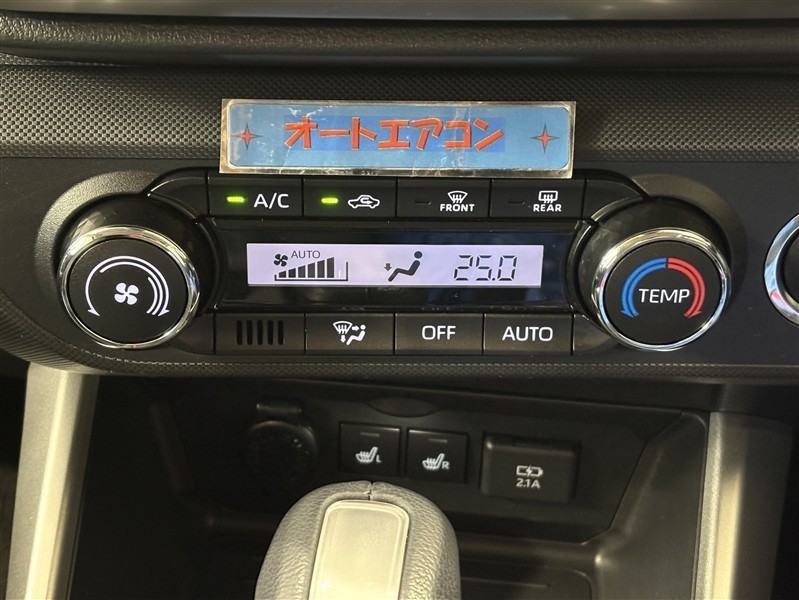 オートエアコン
A/C
FRONT
REAR
AUTO
25.0
TEMP
OFF
AUTO
L
R
2.1A